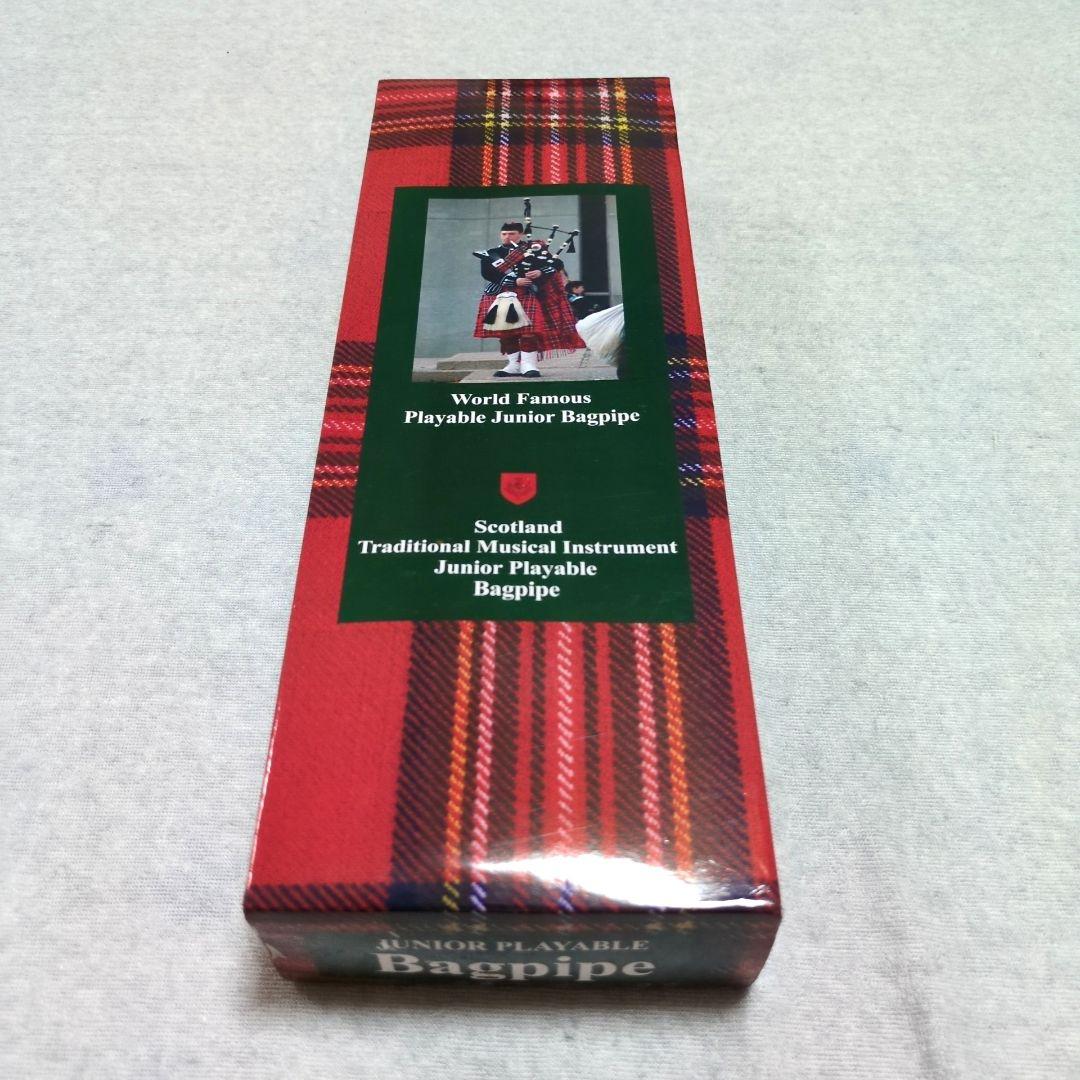 World Famous
Playable Junior Bagpipe
Scotland
Traditional Musical Instrument
Junior Playable
Bagpipe
JUNIOR PLAYABLE
Bagpipe